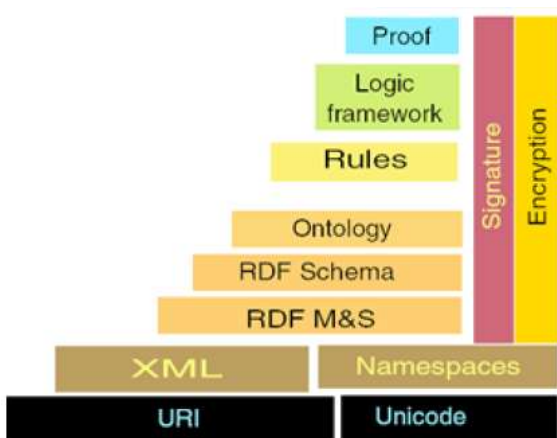 Proof
Logic
framework
Rules
Ontology
RDF Schema
RDF M&S
Signature
Encryption
XML
Namespaces
URI
Unicode